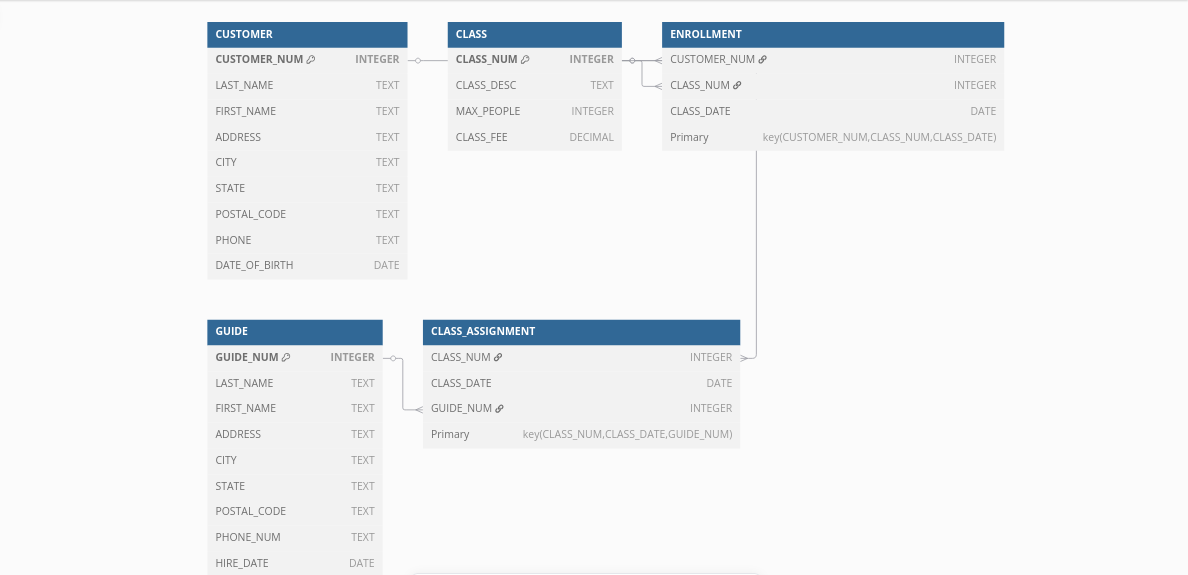 CUSTOMER
CUSTOMER_NUM INTEGER
LAST_NAME TEXT
FIRST_NAME TEXT
ADDRESS TEXT
CITY TEXT
STATE TEXT
POSTAL_CODE TEXT
PHONE TEXT
DATE_OF_BIRTH DATE
CLASS
CLASS_NUM INTEGER
CLASS_DESC TEXT
MAX_PEOPLE INTEGER
CLASS_FEE DECIMAL
ENROLLMENT
CUSTOMER_NUM INTEGER
CLASS_NUM INTEGER
CLASS_DATE DATE
Primary key(CUSTOMER_NUM,CLASS_NUM,CLASS_DATE)
GUIDE
GUIDE_NUM INTEGER
LAST_NAME TEXT
FIRST_NAME TEXT
ADDRESS TEXT
CITY TEXT
STATE TEXT
POSTAL_CODE TEXT
PHONE_NUM TEXT
HIRE_DATE DATE
CLASS_ASSIGNMENT
CLASS_NUM INTEGER
CLASS_DATE DATE
GUIDE_NUM INTEGER
Primary key(CLASS_NUM,CLASS_DATE,GUIDE_NUM)